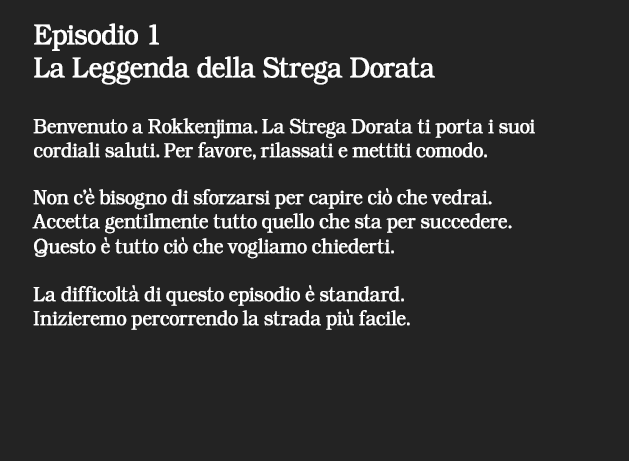 Episodio 1
La Leggenda della Strega Dorata
Benvenuto a Rokkenjima. La Strega Dorata ti porta i suoi
cordiali saluti. Per favore, rilassati e mettiti comodo.
Non c'è bisogno di sforzarsi per capire ciò che vedrai.
Accetta gentilmente tutto quello che sta per succedere.
Questo è tutto ciò che vogliamo chiederti.
La difficoltà di questo episodio è standard.
Inizieremo percorrendo la strada più facile.